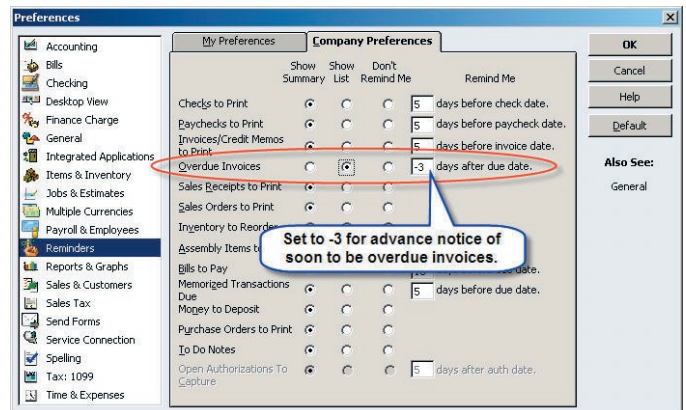 Preferences
Accounting
Bills
Checking
Desktop View
Finance Charge
General
Integrated Applications
Items & Inventory
Jobs & Estimates
Multiple Currencies
Payroll & Employees
Reminders
Reports & Graphs
Sales & Customers
Sales Tax
Send Forms
Service Connection
Spelling
Tax: 1099
Time & Expenses
My Preferences Company Preferences
Show Show Don't
Summary List Remind Me Remind Me
Checks to Print 5 days before check date.
Paychecks to Print 5 days before paycheck date.
Invoices/Credit Memos
to Print 5 days before invoice date.
Overdue Invoices -3 days after due date.
Sales Receipts to Print
Sales Orders to Print
Inventory to Reorder
Assembly Items to
Bills to Pay due date.
Memorized Transactions
Due 5 days before due date.
Money to Deposit
Purchase Orders to Print
To Do Notes
Open Authorizations To
Capture 5 days after auth date.
Set to -3 for advance notice of
soon to be overdue invoices.
OK
Cancel
Help
Default
Also See:
General